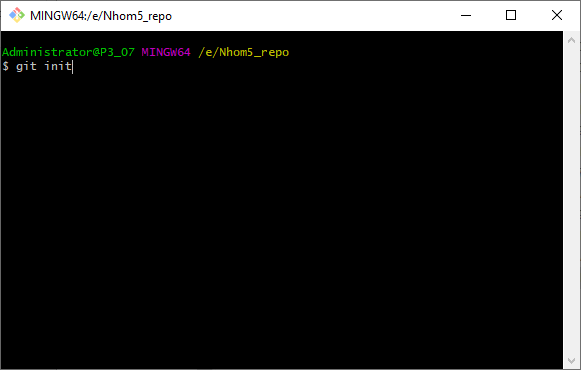 MINGW64:/e/Nhom5_repo
Administrator@P3_07 MINGW64 /e/Nhom5_repo
$ git init